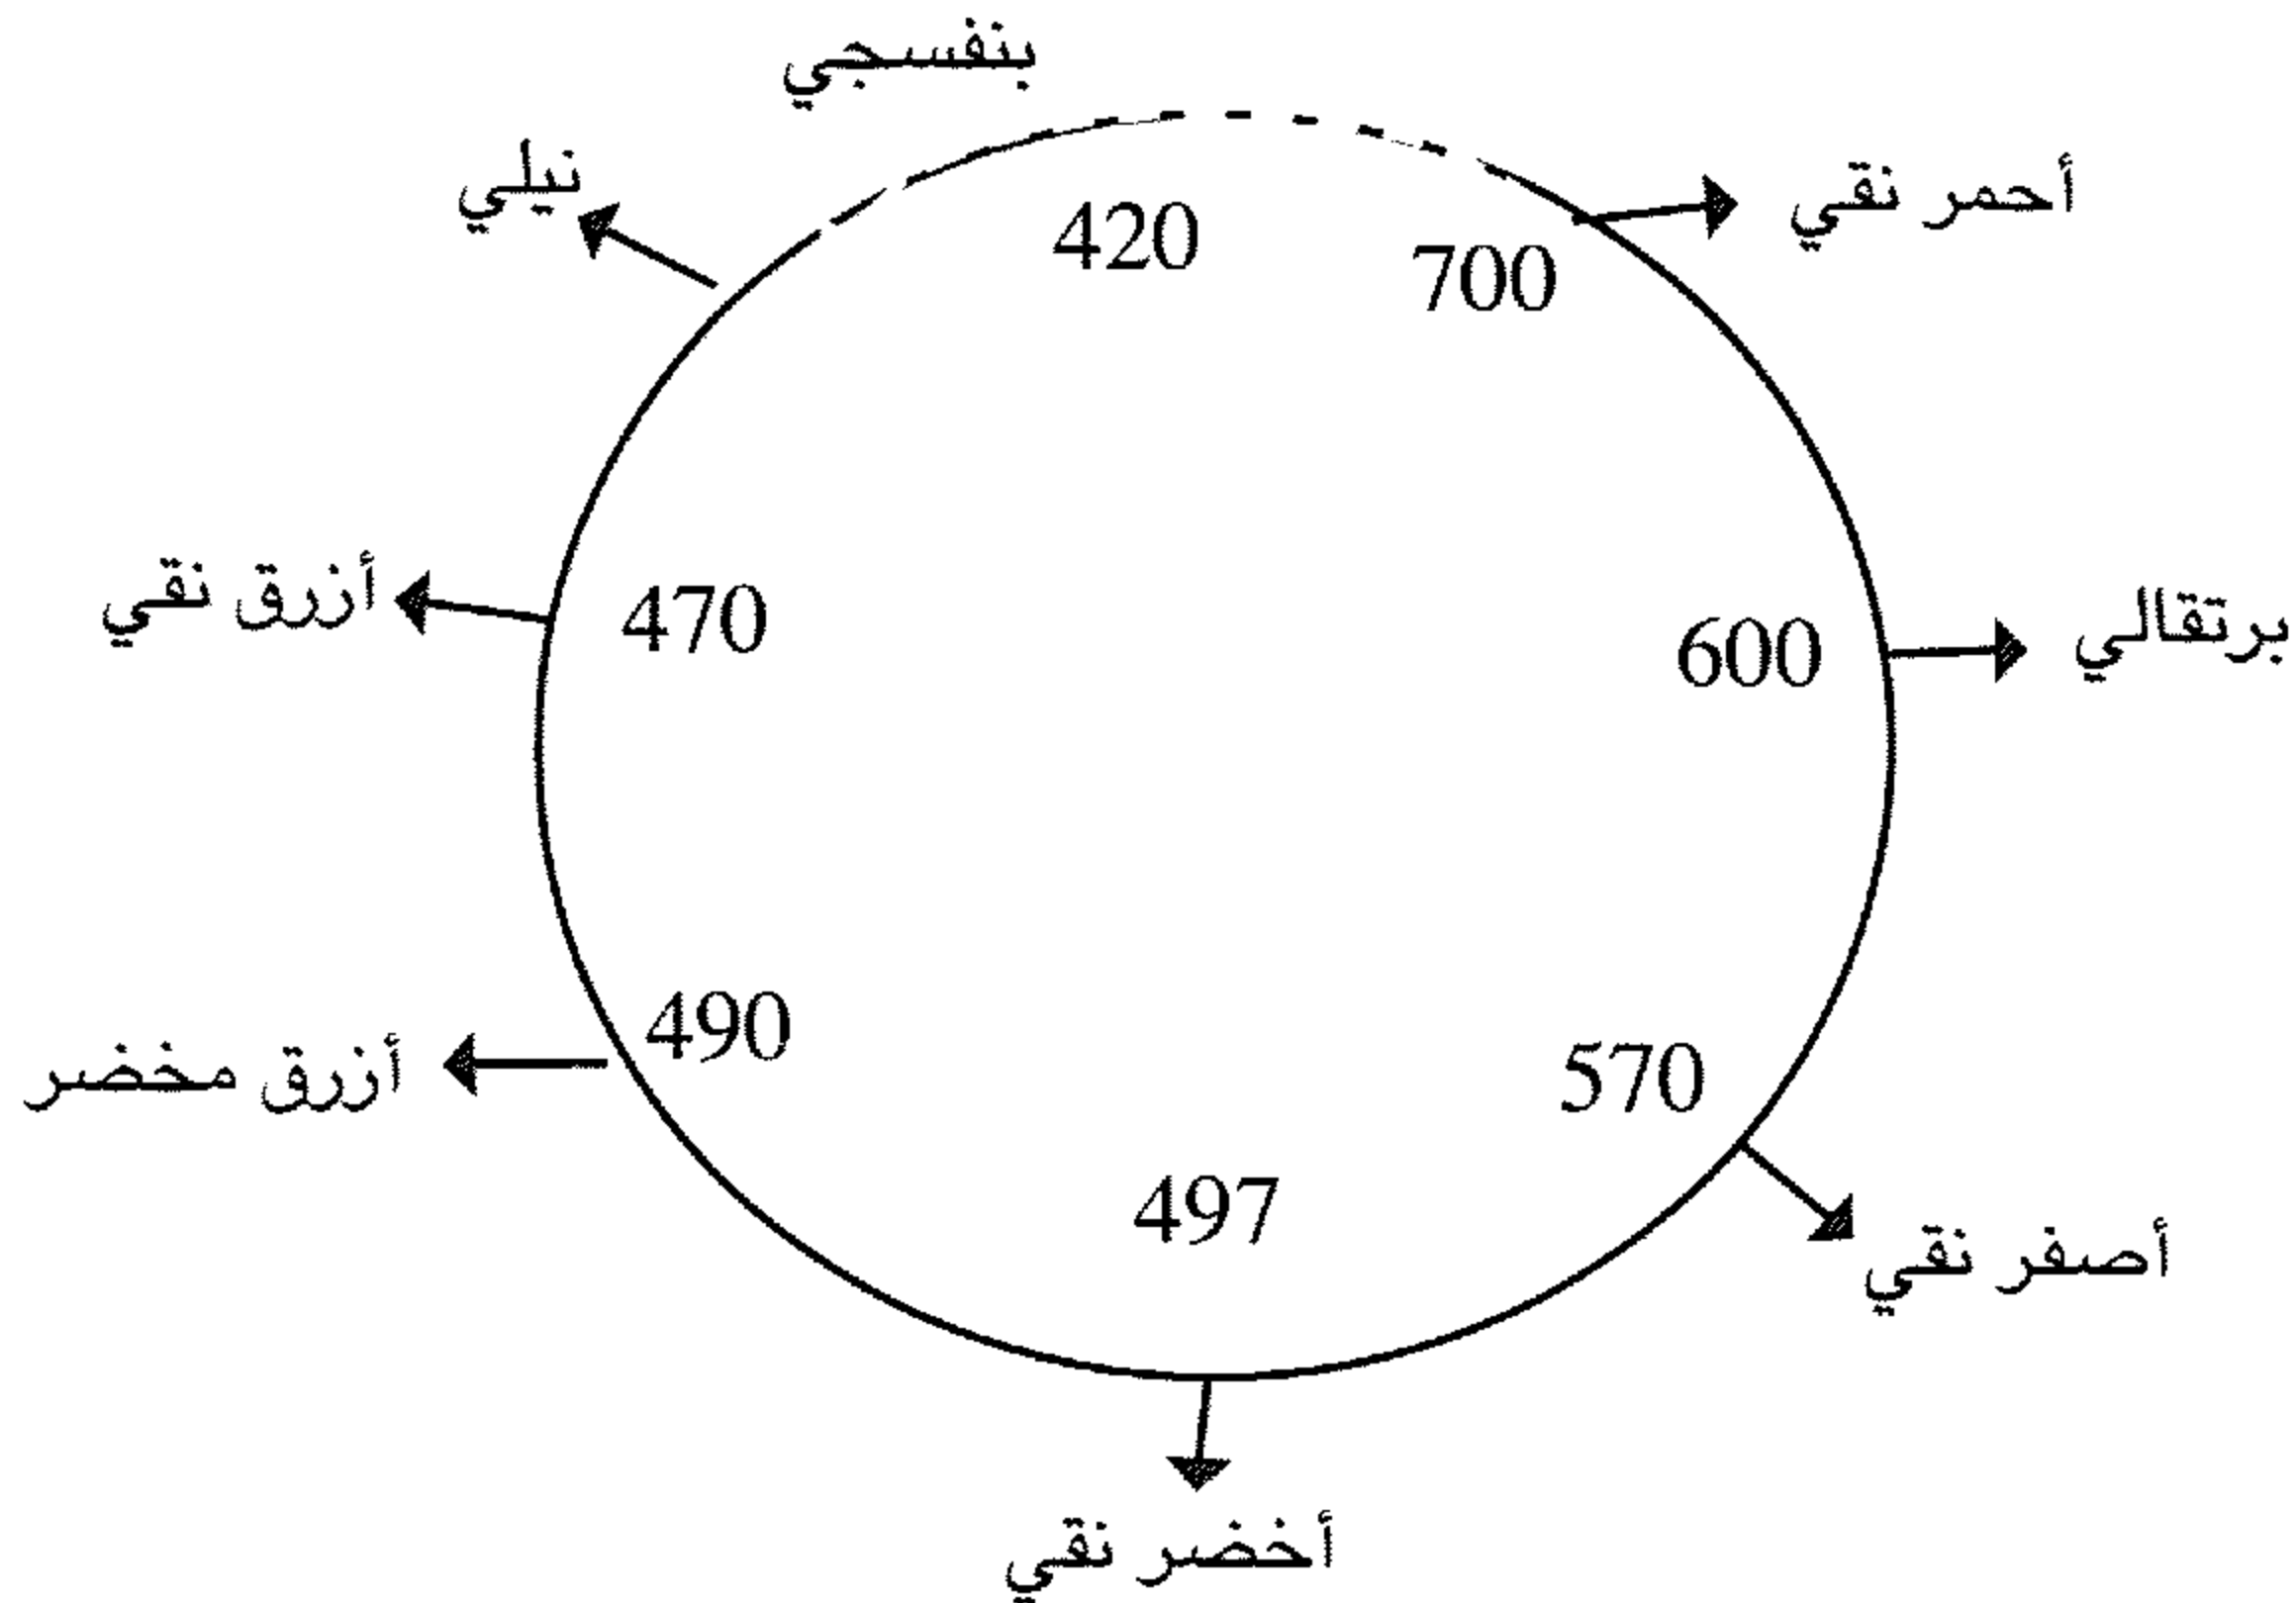 بنفسجي
نيلي
أحمر نقي
420
700
أزرق نقي
470
600
برتقالي
أزرق مخضر
490
570
497
أصفر نقي
أخضر نقي